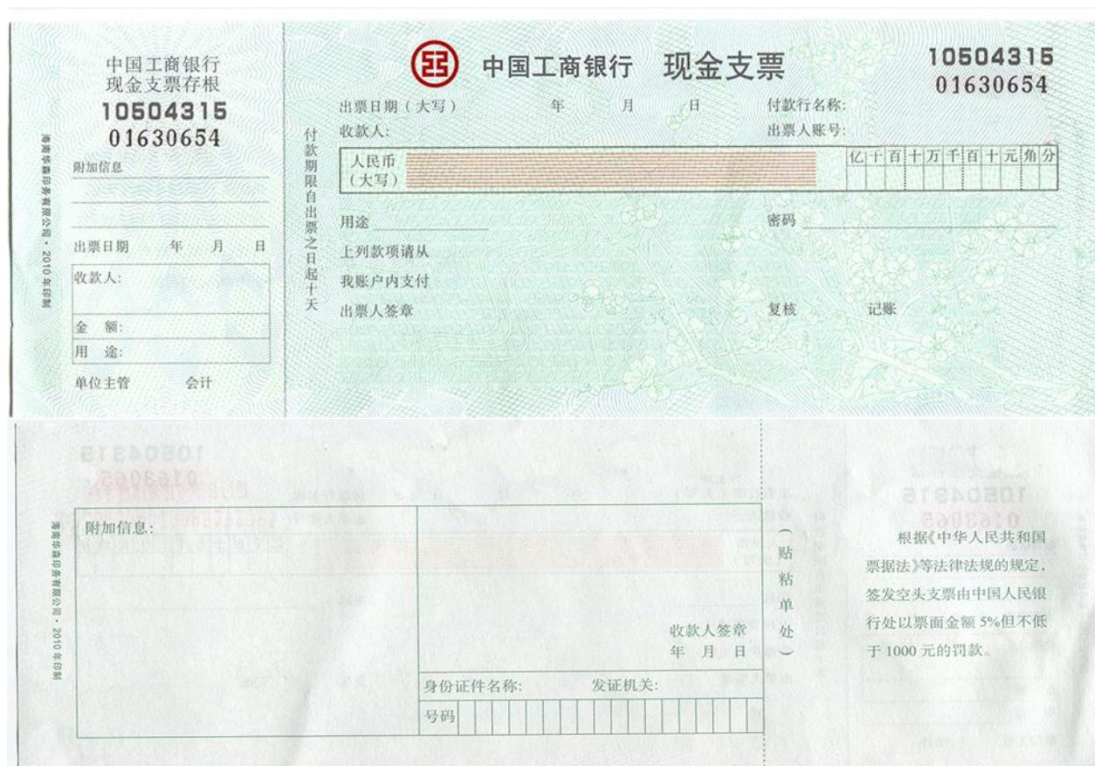 中国工商银行
现金支票存根
10504315
01630654
附加信息
出票日期 年 月 日
收款人:
金 额:
用 途:
单位主管 会计
海南华森印务有限公司·2010年印制
付款期限自出票之日起十天
中国工商银行 现金支票
10504315
01630654
出票日期(大写) 年 月 日 付款行名称:
收款人: 出票人账号:
人民币
(大写)
亿千百十万千百十元角分
用途 密码
上列款项请从
我账户内支付
出票人签章 复核 记账
海南华森印务有限公司·2010年印制
附加信息:
收款人签章
年 月 日
身份证件名称: 发证机关:
号码
(贴粘单处)
根据《中华人民共和国
票据法》等法律法规的规定,
签发空头支票由中国人民银
行处以票面金额5%但不低
于1000元的罚款。